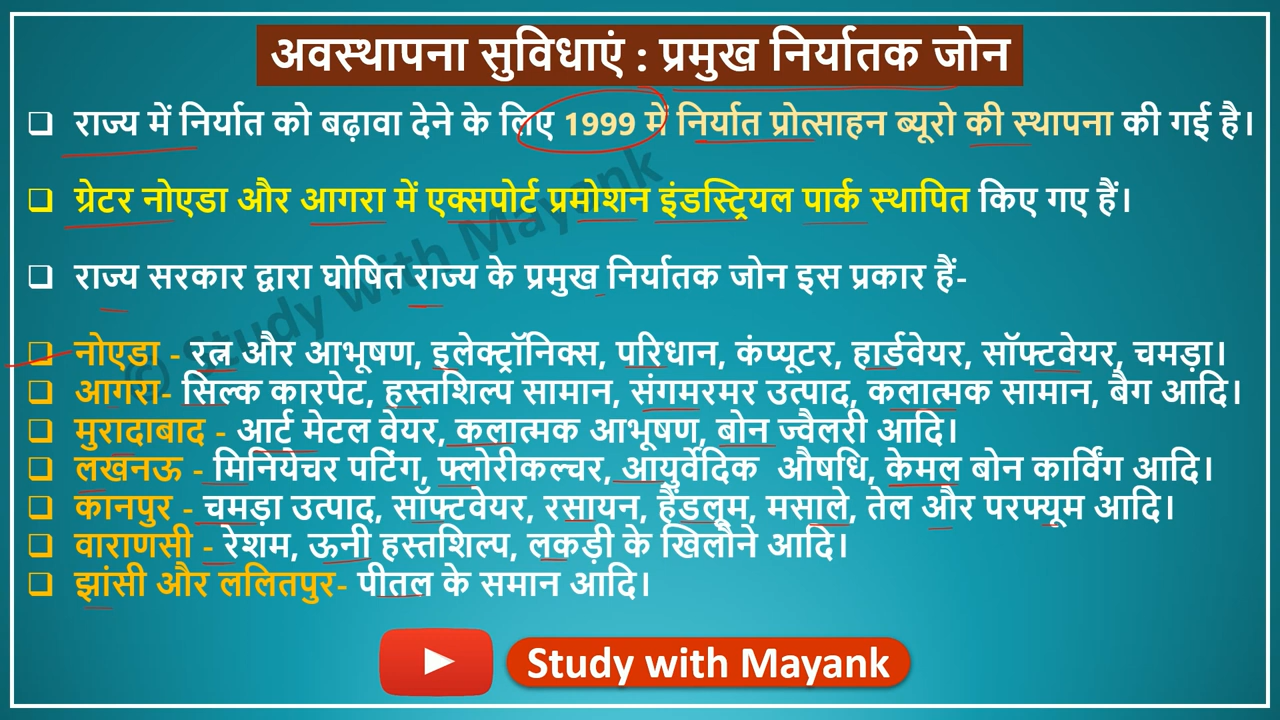 अवस्थापना सुविधाएं : प्रमुख निर्यातक जोन
राज्य में निर्यात को बढ़ावा देने के लिए 1999 में निर्यात प्रोत्साहन ब्यूरो की स्थापना की गई है।
ग्रेटर नोएडा और आगरा में एक्सपोर्ट प्रमोशन इंडस्ट्रियल पार्क स्थापित किए गए हैं।
राज्य सरकार द्वारा घोषित राज्य के प्रमुख निर्यातक जोन इस प्रकार हैं-
नोएडा - रत्न और आभूषण, इलेक्ट्रॉनिक्स, परिधान, कंप्यूटर, हार्डवेयर, सॉफ्टवेयर, चमड़ा।
आगरा- सिल्क कारपेट, हस्तशिल्प सामान, संगमरमर उत्पाद, कलात्मक सामान, बैग आदि।
मुरादाबाद - आर्ट मेटल वेयर, कलात्मक आभूषण, बोन ज्वैलरी आदि।
लखनऊ - मिनियेचर पटिंग, फ्लोरीकल्चर, आयुर्वेदिक औषधि, केमल बोन कार्विंग आदि।
कानपुर - चमड़ा उत्पाद, सॉफ्टवेयर, रसायन, हैंडलूम, मसाले, तेल और परफ्यूम आदि।
वाराणसी - रेशम, ऊनी हस्तशिल्प, लकड़ी के खिलौने आदि।
झांसी और ललितपुर- पीतल के समान आदि।
© Study with Mayank
Study with Mayank